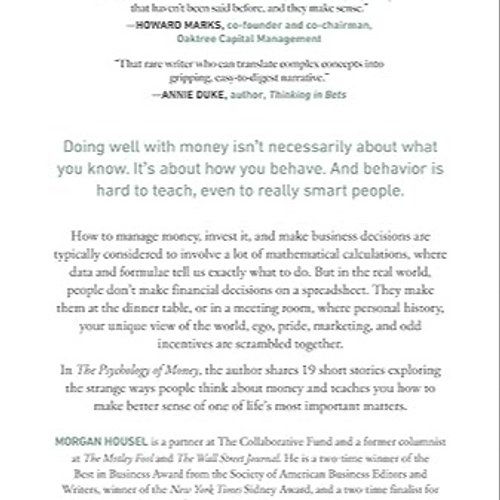 that haven't been said before, and they make sense."
—HOWARD MARKS, co-founder and co-chairman,
Oaktree Capital Management
"That rare writer who can translate complex concepts into
gripping, easy-to-digest narrative."
—ANNIE DUKE, author, Thinking in Bets
Doing well with money isn't necessarily about what
you know. It's about how you behave. And behavior is
hard to teach, even to really smart people.
How to manage money, invest it, and make business decisions are
typically considered to involve a lot of mathematical calculations, where
data and formulae tell us exactly what to do. But in the real world,
people don't make financial decisions on a spreadsheet. They make
them at the dinner table, or in a meeting room, where personal history,
your unique view of the world, ego, pride, marketing, and odd
incentives are scrambled together.
In The Psychology of Money, the author shares 19 short stories exploring
the strange ways people think about money and teaches you how to
make better sense of one of life's most important matters.
MORGAN HOUSEL is a partner at The Collaborative Fund and a former columnist
at The Motley Fool and The Wall Street Journal. He is a two-time winner of the
Best in Business Award from the Society of American Business Editors and
Writers, winner of the New York Times Sidney Award, and a two-time finalist for